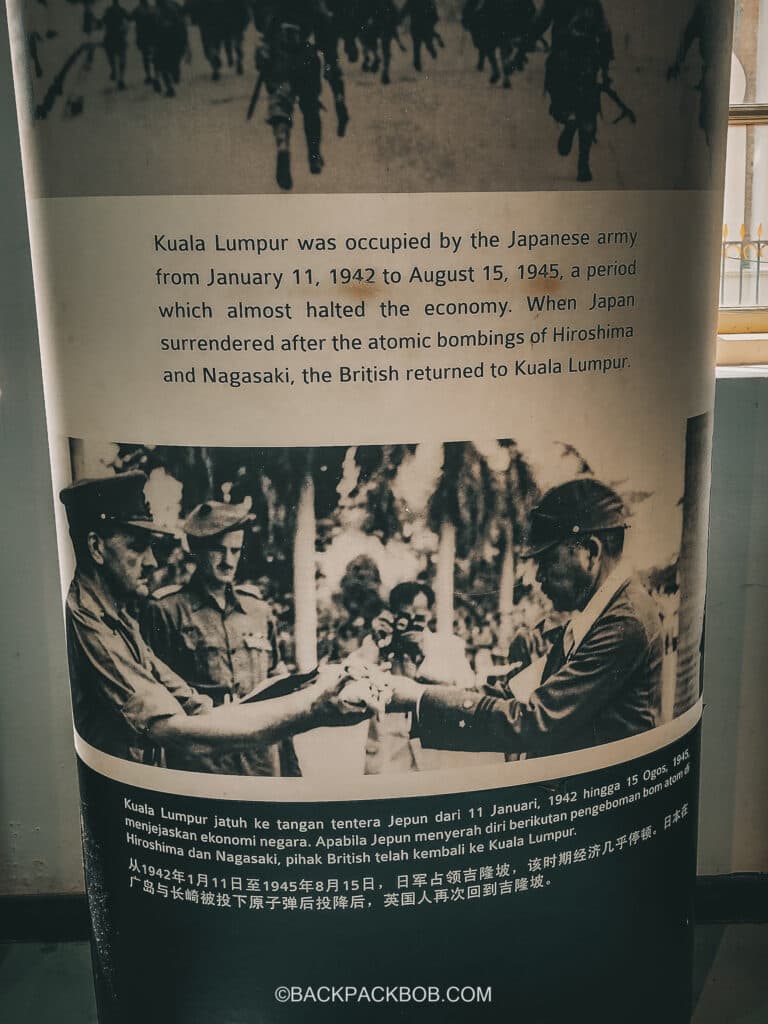 Kuala Lumpur was occupied by the Japanese army
from January 11, 1942 to August 15, 1945, a period
which almost halted the economy. When Japan
surrendered after the atomic bombings of Hiroshima
and Nagasaki, the British returned to Kuala Lumpur.
Kuala Lumpur jatuh ke tangan tentera Jepun dari 11 Januari, 1942 hingga 15 Ogos, 1945,
menjejaskan ekonomi negara. Apabila Jepun menyerah diri berikutan pengeboman bom atom di
Hiroshima dan Nagasaki, pihak British telah kembali ke Kuala Lumpur.
从1942年1月11日至1945年8月15日，日军占领吉隆坡，该时期经济几乎停顿。日本在
广岛与长崎被投下原子弹后投降后，英国人再次回到吉隆坡。
©BACKPACKBOB.COM